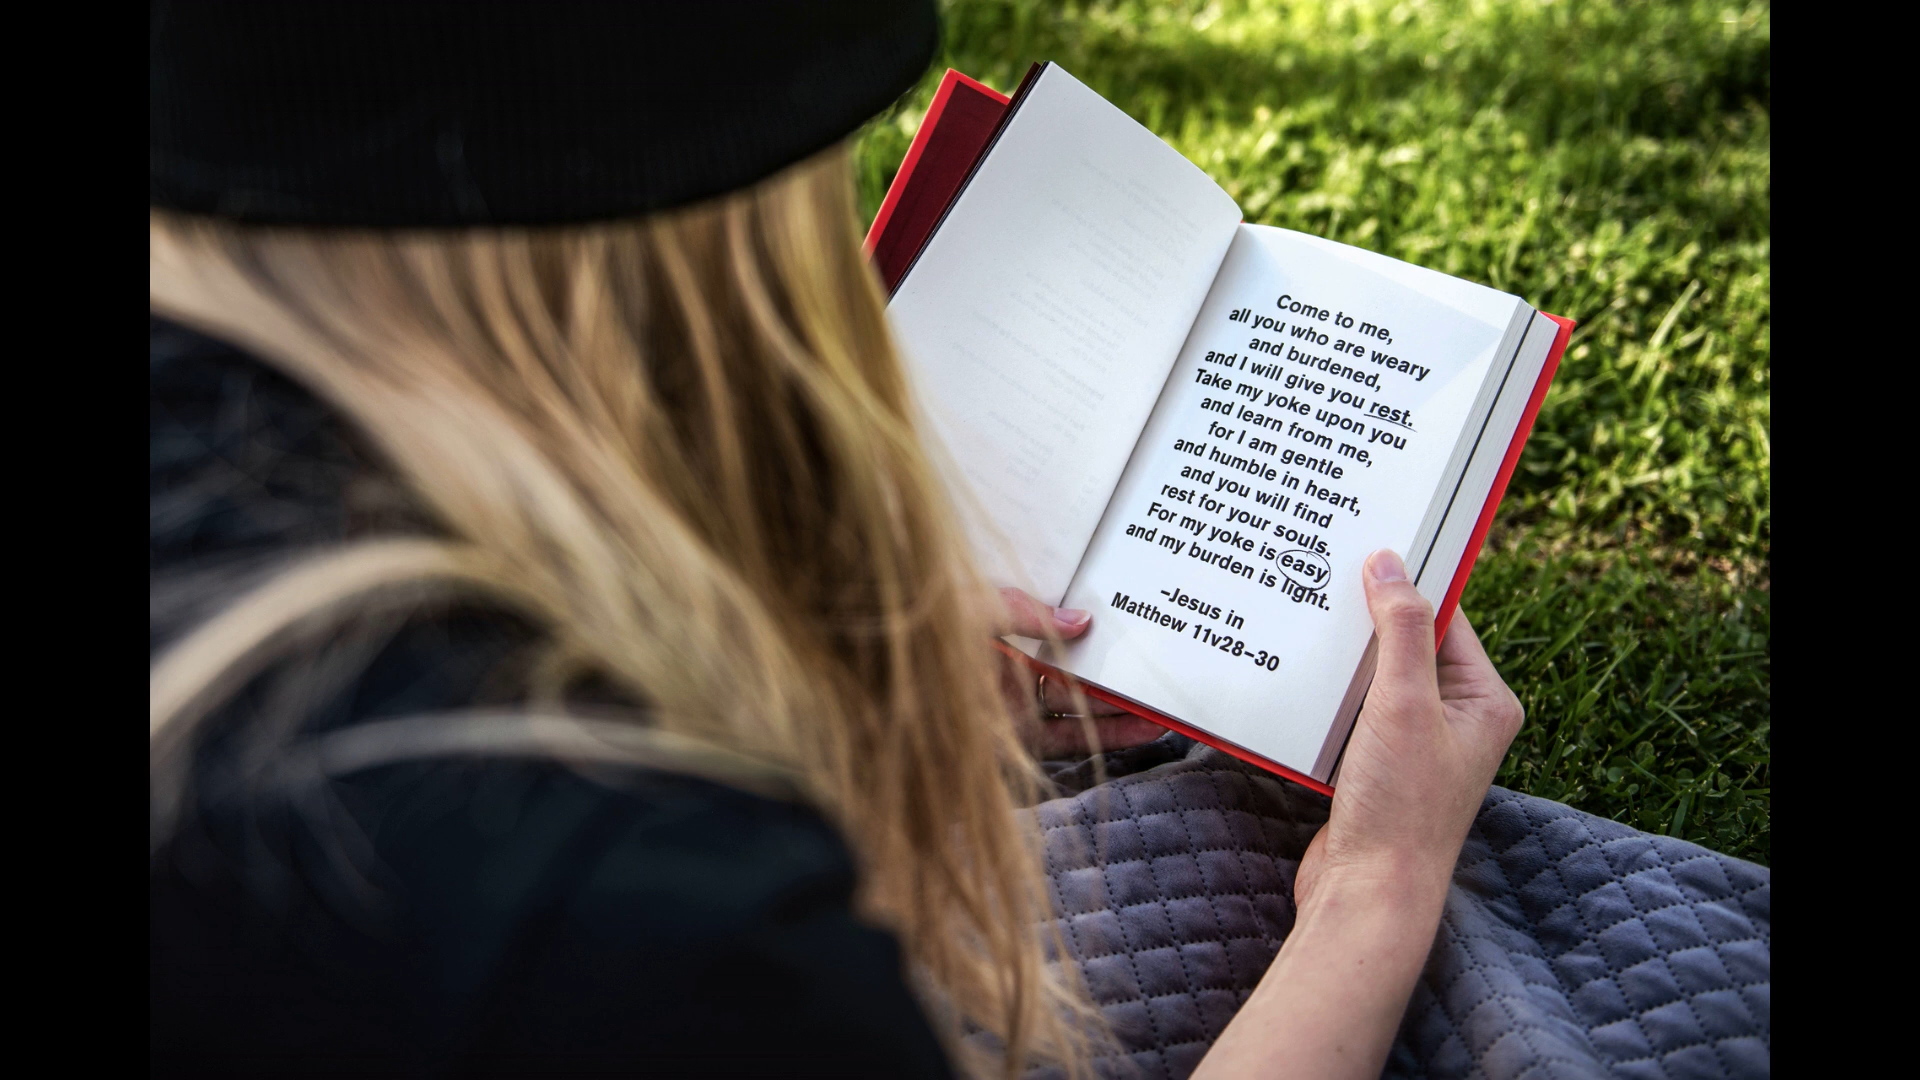 Come to me,
all you who are weary
and burdened,
and I will give you rest.
Take my yoke upon you
and learn from me,
for I am gentle
and humble in heart,
and you will find
rest for your souls.
For my yoke is easy
and my burden is light.
–Jesus in
Matthew 11v28–30